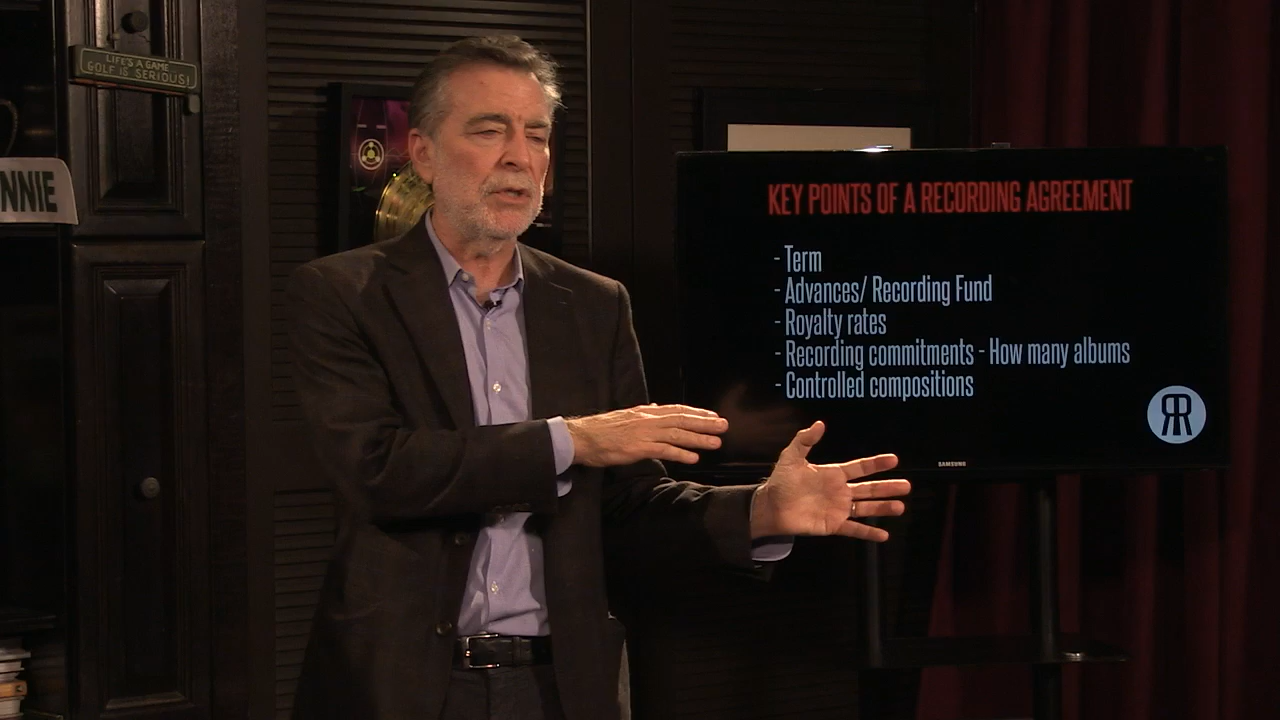 LIFE'S A GAME
GOLF IS SERIOUS!
NNIE
KEY POINTS OF A RECORDING AGREEMENT
- Term
- Advances/ Recording Fund
- Royalty rates
- Recording commitments - How many albums
- Controlled compositions
RR
SAMSUNG